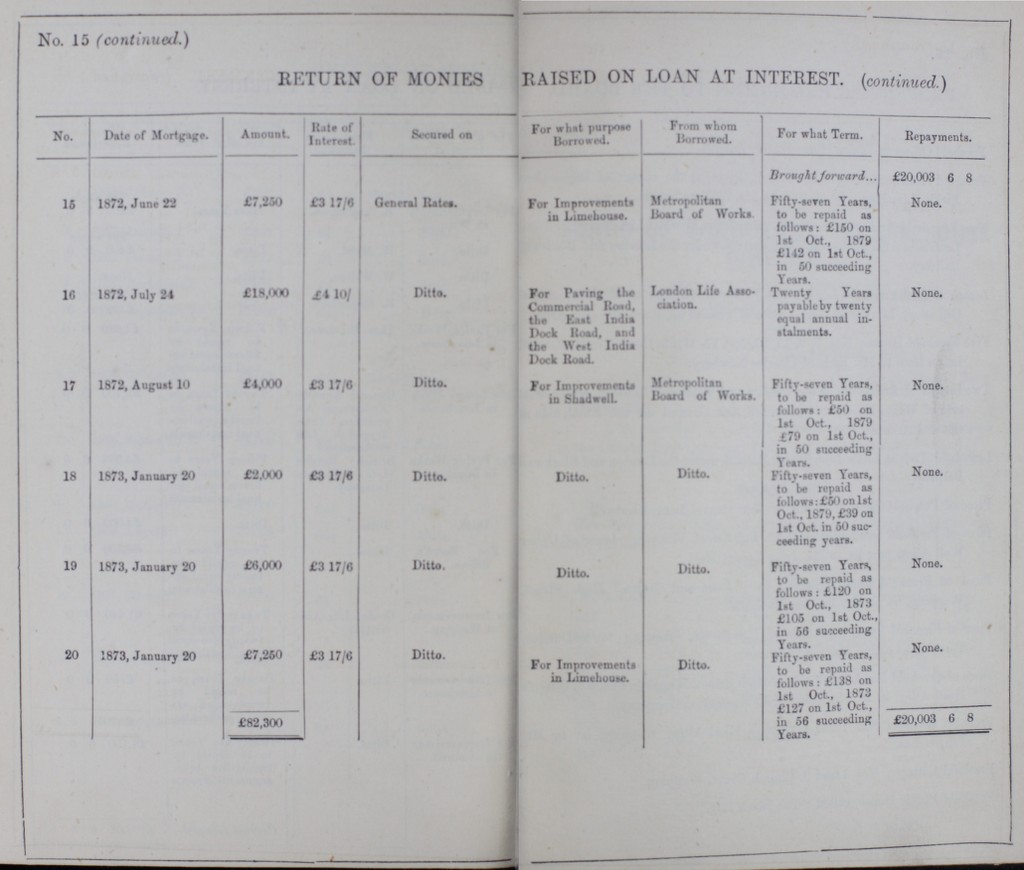 No. 15 (continued.)
RETURN OF MONIES RAISED ON LOAN AT INTEREST. (continued.)
No. | Date of Mortgage. | Amount. | Rate of Interest. | Secured on | For what purpose Borrowed. | From whom Borrowed. | For what Term. | Repayments.
Brought forward... £20,003 6 8
15 1872, June 22 £7,250 £3 17/6 General Rates. For Improvements Metropolitan Fifty-seven Years, None.
in Limehouse. Board of Works. to be repaid as
follows: £150 on
1st Oct., 1879
£142 on 1st Oct.,
in 50 succeeding
Years.
16 1872, July 24 £18,000 £4 10/ Ditto. For Paving the London Life Asso- Twenty Years None.
Commercial Road, ciation. payable by twenty
the East India equal annual in-
Dock Road, and stalments.
the West India
Dock Road.
17 1872, August 10 £4,000 £3 17/6 Ditto. For Improvements Metropolitan Fifty-seven Years, None.
in Shadwell. Board of Works. to be repaid as
follows: £50 on
1st Oct., 1879
£79 on 1st Oct.,
in 50 succeeding
Years.
18 1873, January 20 £2,000 £3 17/6 Ditto. Ditto. Ditto. Fifty-seven Years, None.
to be repaid as
follows: £50 on 1st
Oct., 1879, £39 on
1st Oct. in 50 suc-
ceeding years.
19 1873, January 20 £6,000 £3 17/6 Ditto. Ditto. Ditto. Fifty-seven Years, None.
to be repaid as
follows: £120 on
1st Oct., 1873
£105 on 1st Oct.,
in 56 succeeding
Years.
20 1873, January 20 £7,250 £3 17/6 Ditto. For Improvements Ditto. Fifty-seven Years, None.
in Limehouse. to be repaid as
follows: £138 on
1st Oct., 1873
£127 on 1st Oct.,
£82,300 in 56 succeeding £20,003 6 8
Years.